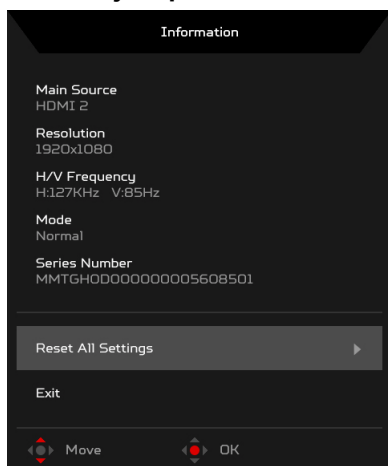 Information
Main Source
HDMI 2
Resolution
1920x1080
H/V Frequency
H:127KHz V:85Hz
Mode
Normal
Series Number
MMTGH0D000000005608501
Reset All Settings
Exit
Move OK